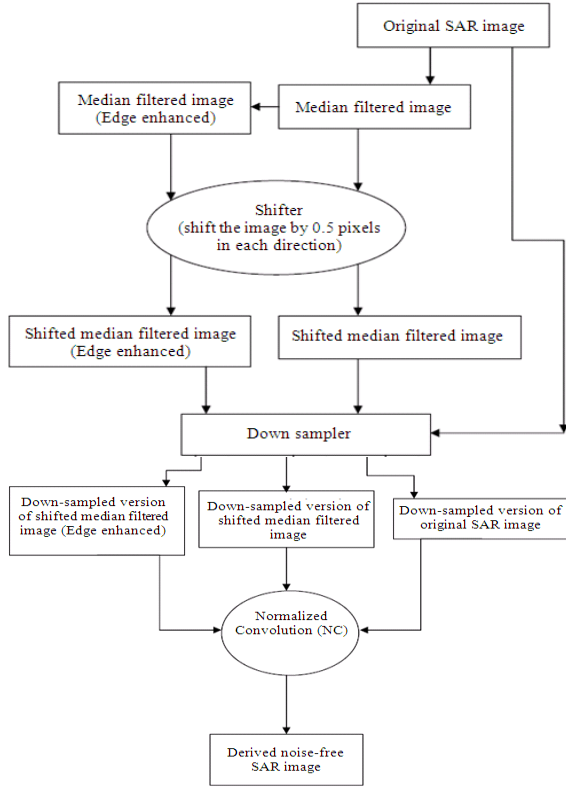 Original SAR image
Median filtered image
(Edge enhanced)
Median filtered image
Shifter
(shift the image by 0.5 pixels
in each direction)
Shifted median filtered image
(Edge enhanced)
Shifted median filtered image
Down sampler
Down-sampled version
of shifted median filtered
image (Edge enhanced)
Down-sampled version of
shifted median filtered
image
Down-sampled version of
original SAR image
Normalized
Convolution (NC)
Derived noise-free
SAR image